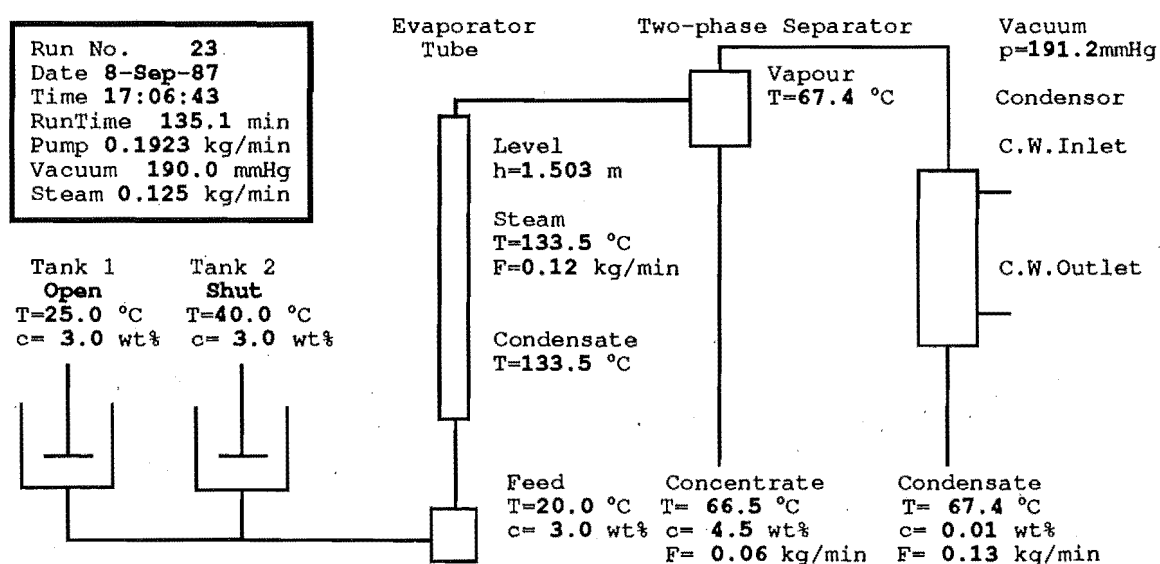 Run No. 23
Date 8-Sep-87
Time 17:06:43
RunTime 135.1 min
Pump 0.1923 kg/min
Vacuum 190.0 mmHg
Steam 0.125 kg/min
Tank 1
Open
T=25.0 °C
c= 3.0 wt%
Tank 2
Shut
T=40.0 °C
c= 3.0 wt%
Evaporator
Tube
Level
h=1.503 m
Steam
T=133.5 °C
F=0.12 kg/min
Condensate
T=133.5 °C
Feed
T=20.0 °C
c= 3.0 wt%
Two-phase Separator
Vapour
T=67.4 °C
Concentrate
T= 66.5 °C
c= 4.5 wt%
F= 0.06 kg/min
Vacuum
p=191.2mmHg
Condensor
C.W.Inlet
C.W.Outlet
Condensate
T= 67.4 °C
c= 0.01 wt%
F= 0.13 kg/min